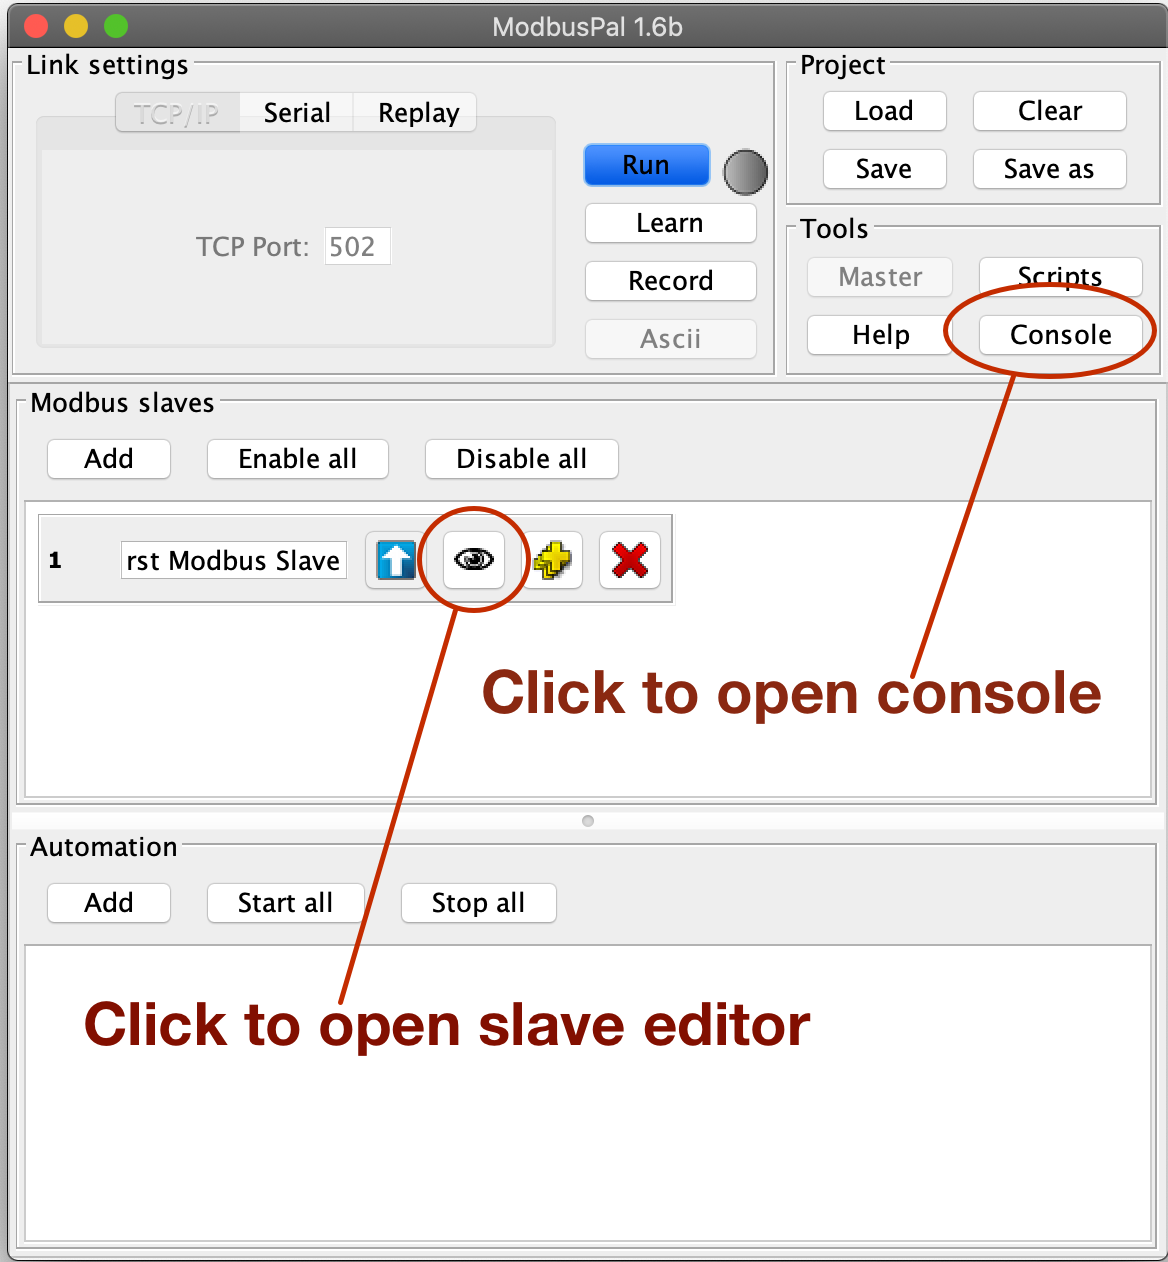 ModbusPal 1.6b
Link settings
TCP/IP Serial Replay
TCP Port: 502
Run
Learn
Record
Ascii
Project
Load Clear
Save Save as
Tools
Master Scripts
Help Console
Modbus slaves
Add Enable all Disable all
1 rst Modbus Slave
Click to open console
Automation
Add Start all Stop all
Click to open slave editor